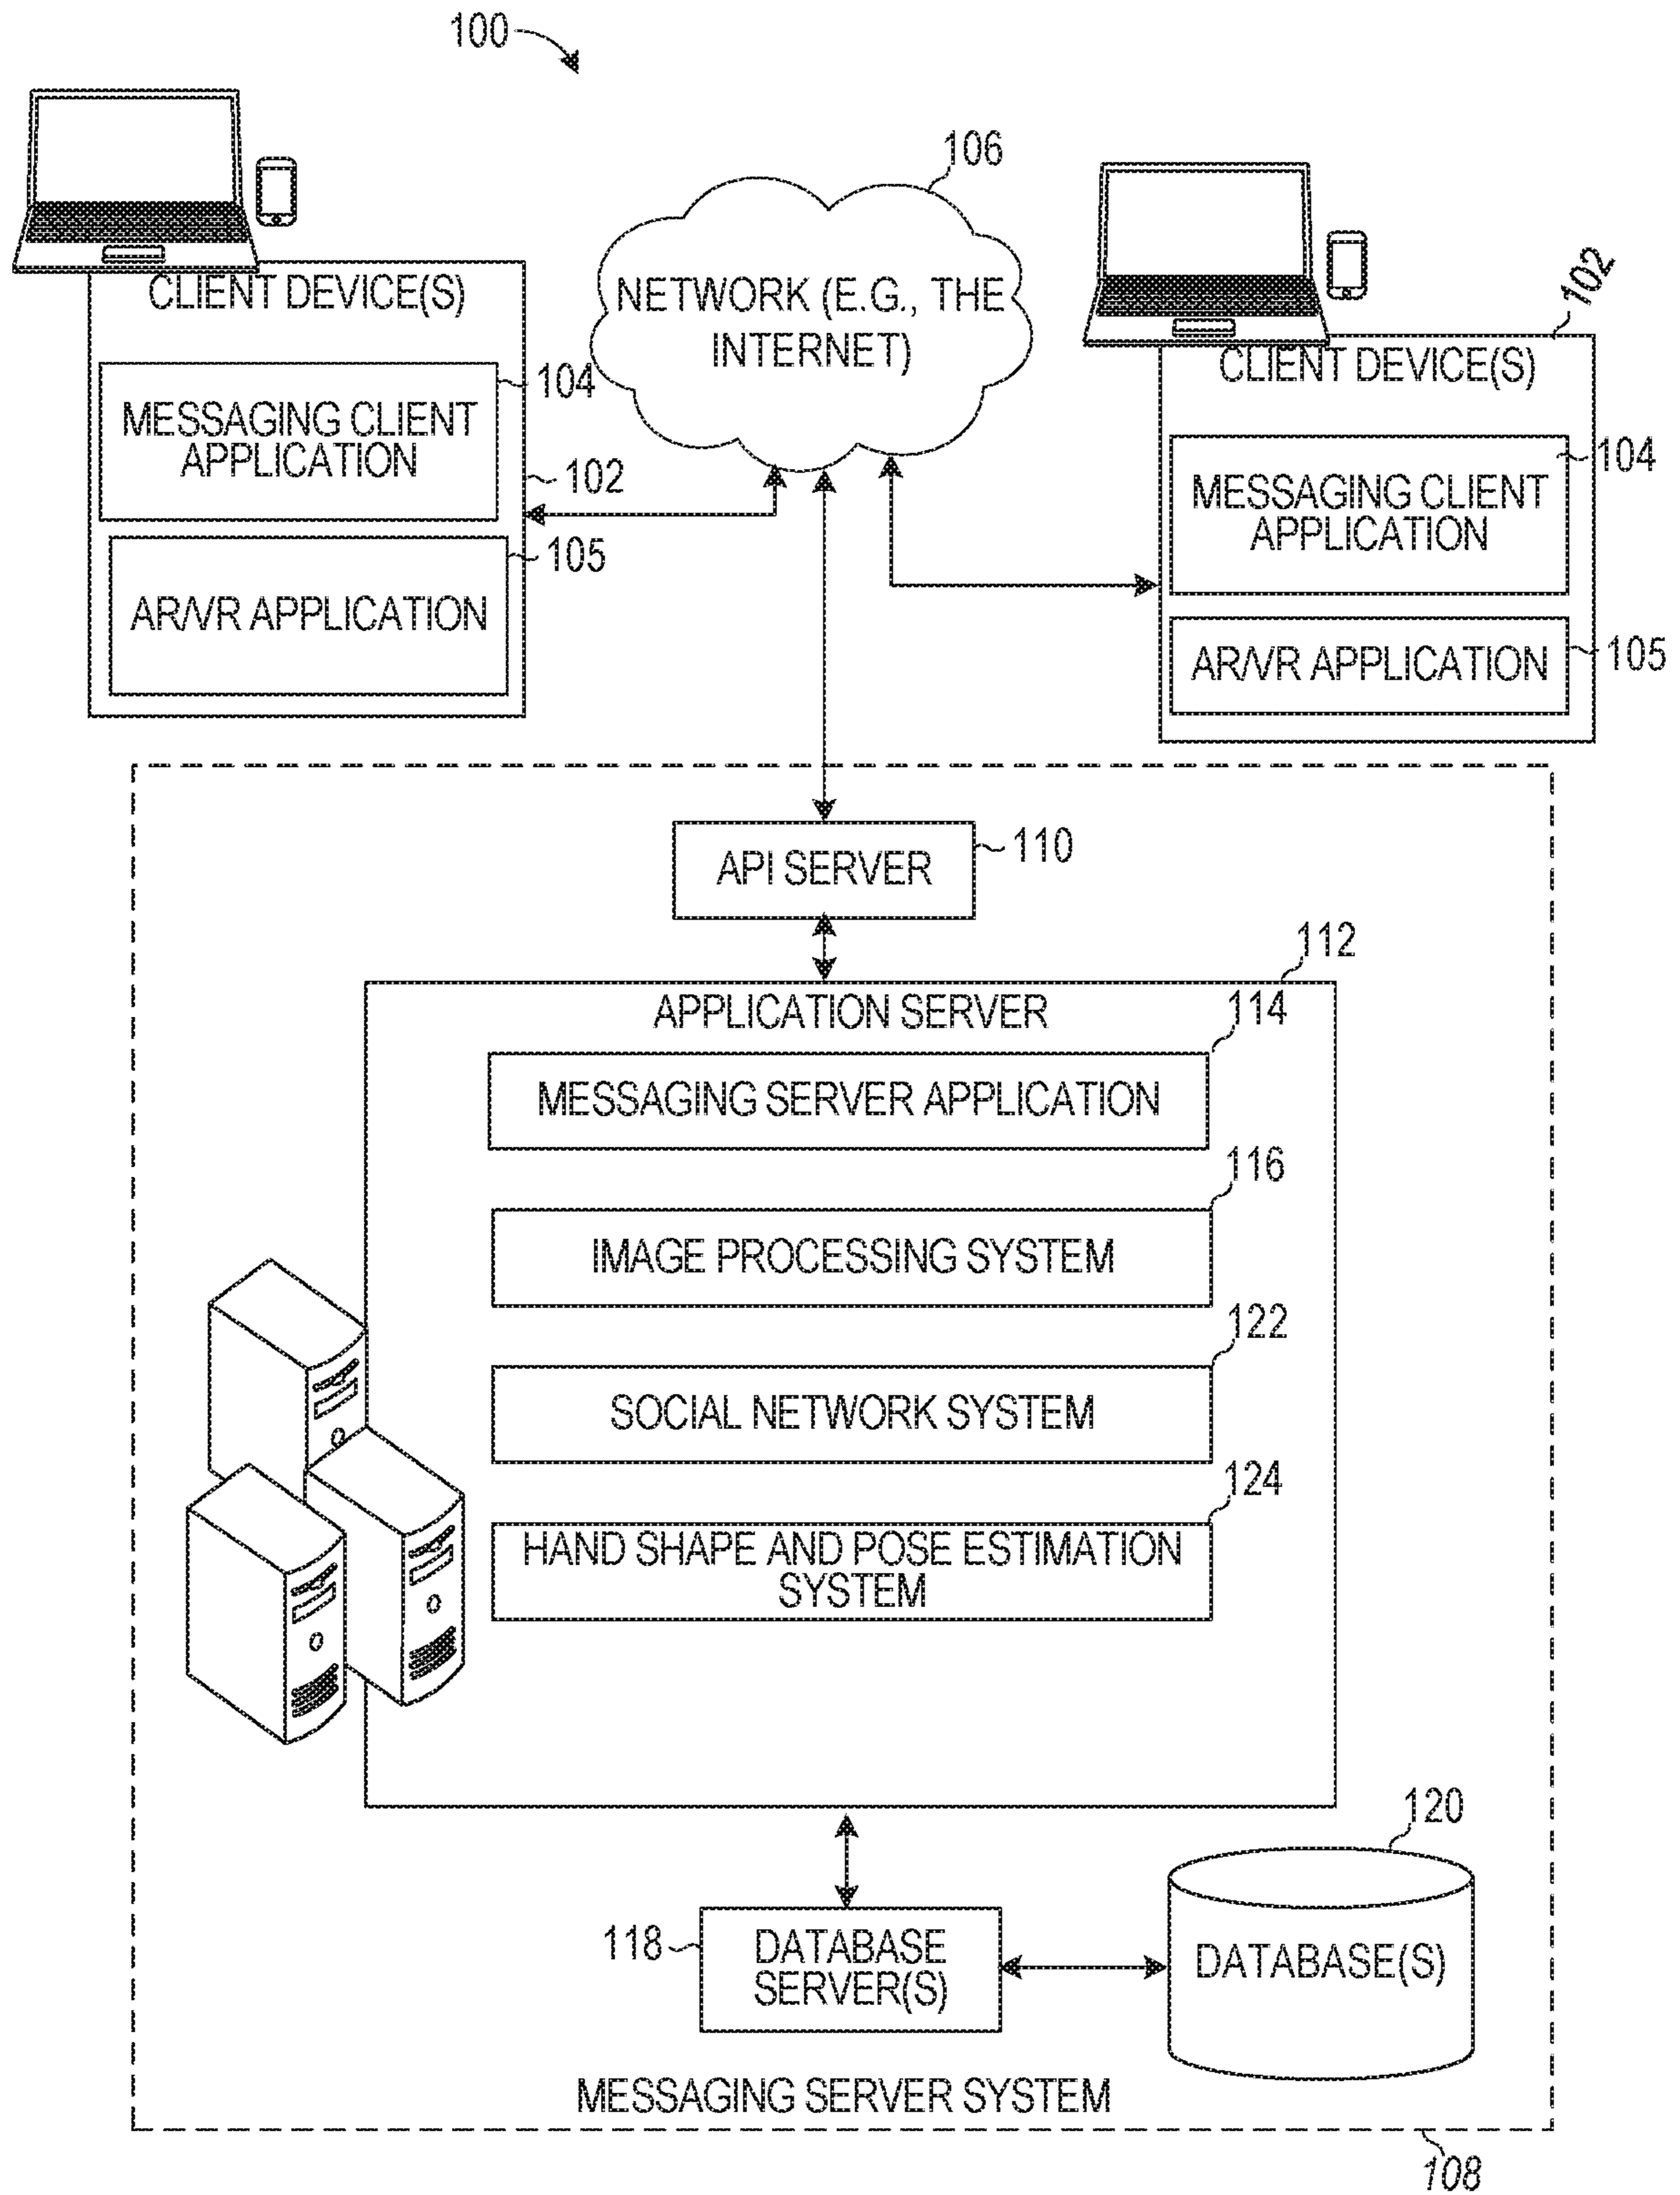 100
106
NETWORK (E.G., THE
INTERNET)
CLIENT DEVICE(S)
104
MESSAGING CLIENT
APPLICATION
102
105
AR/VR APPLICATION
102
CLIENT DEVICE(S)
104
MESSAGING CLIENT
APPLICATION
105
AR/VR APPLICATION
API SERVER
110
112
APPLICATION SERVER
114
MESSAGING SERVER APPLICATION
116
IMAGE PROCESSING SYSTEM
122
SOCIAL NETWORK SYSTEM
124
HAND SHAPE AND POSE ESTIMATION
SYSTEM
120
118
DATABASE
SERVER(S)
DATABASE(S)
MESSAGING SERVER SYSTEM
108